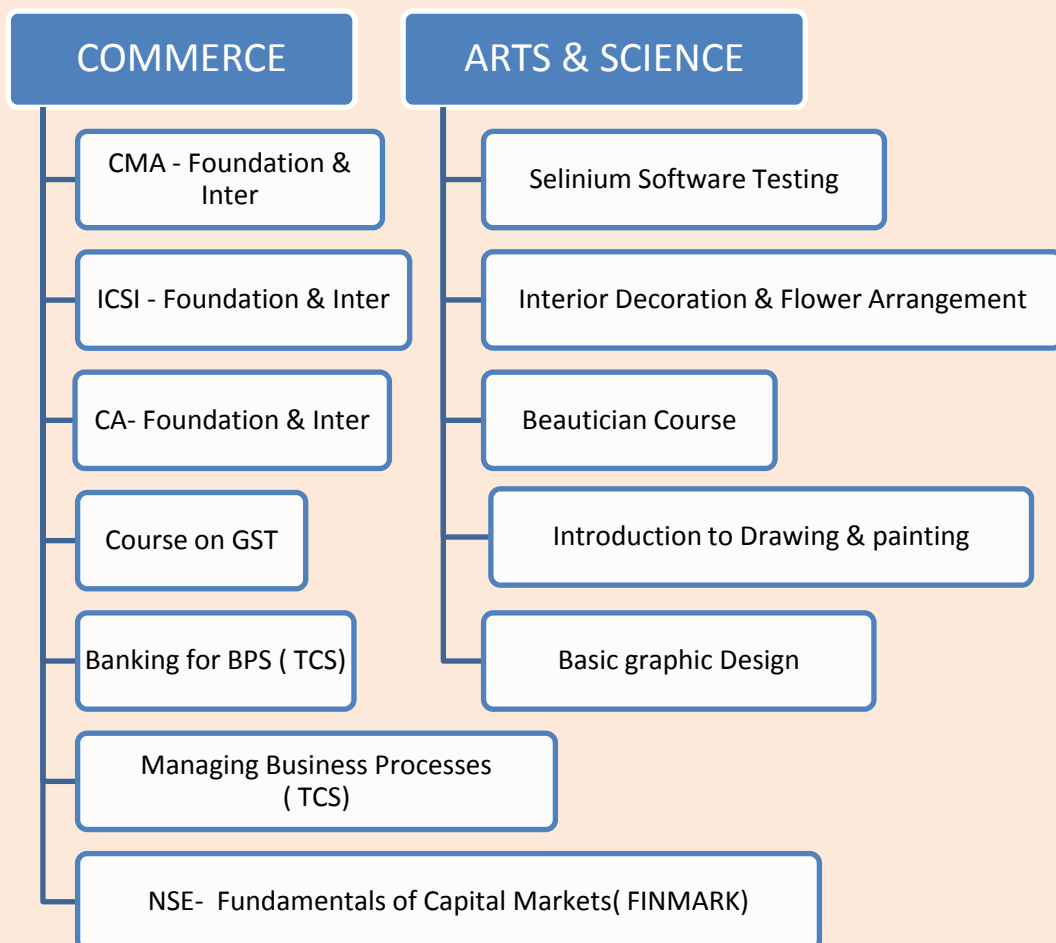 COMMERCE
CMA - Foundation &
Inter
ICSI - Foundation & Inter
CA- Foundation & Inter
Course on GST
Banking for BPS ( TCS)
Managing Business Processes
( TCS)
NSE-  Fundamentals of Capital Markets( FINMARK)
ARTS & SCIENCE
Selinium Software Testing
Interior Decoration & Flower Arrangement
Beautician Course
Introduction to Drawing & painting
Basic graphic Design